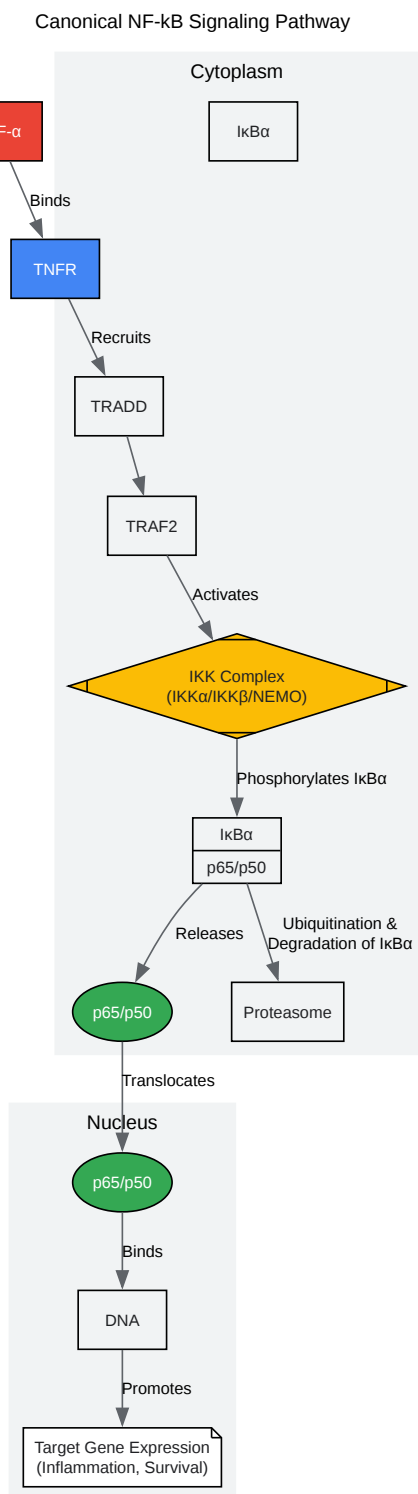 Canonical NF-kB Signaling Pathway
Cytoplasm
F-α
IκBα
Binds
TNFR
Recruits
TRADD
TRAF2
Activates
IKK Complex
(IKKα/IKKβ/NEMO)
Phosphorylates IκBα
IκBα
p65/p50
Releases
Ubiquitination &
Degradation of IκBα
p65/p50
Proteasome
Translocates
Nucleus
p65/p50
Binds
DNA
Promotes
Target Gene Expression
(Inflammation, Survival)